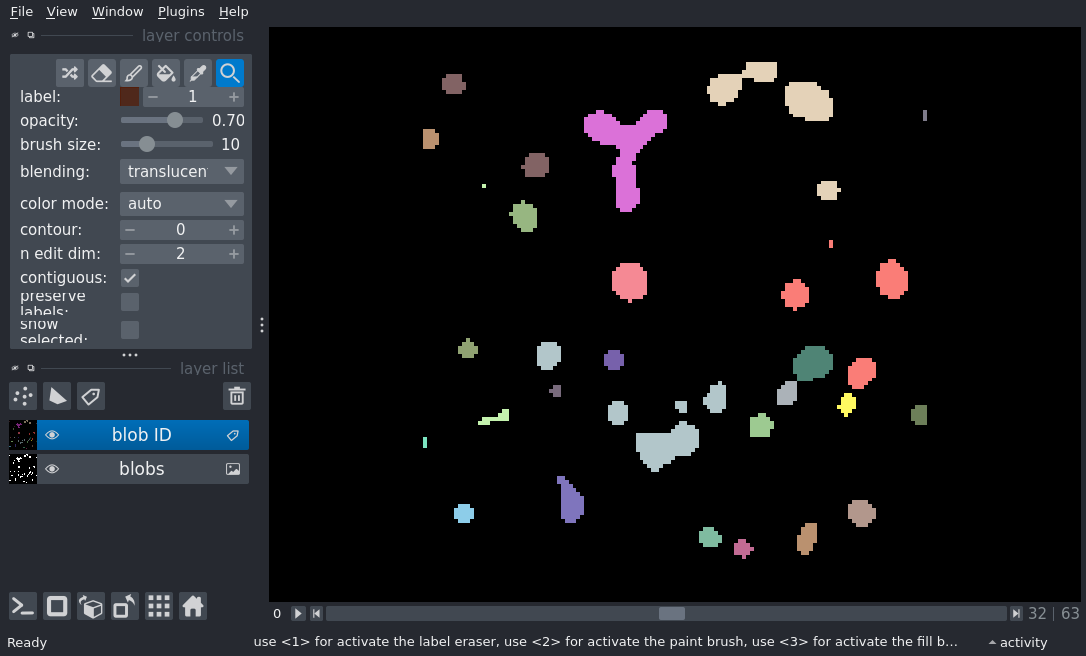 File View Window Plugins Help
layer controls
label: 1
opacity: 0.70
brush size: 10
blending: translucen
color mode: auto
contour: 0
n edit dim: 2
contiguous:
preserve
labels:
show
selected:
layer list
blob ID
blobs
0 32 | 63
Ready use <1> for activate the label eraser, use <2> for activate the paint brush, use <3> for activate the fill b... activity